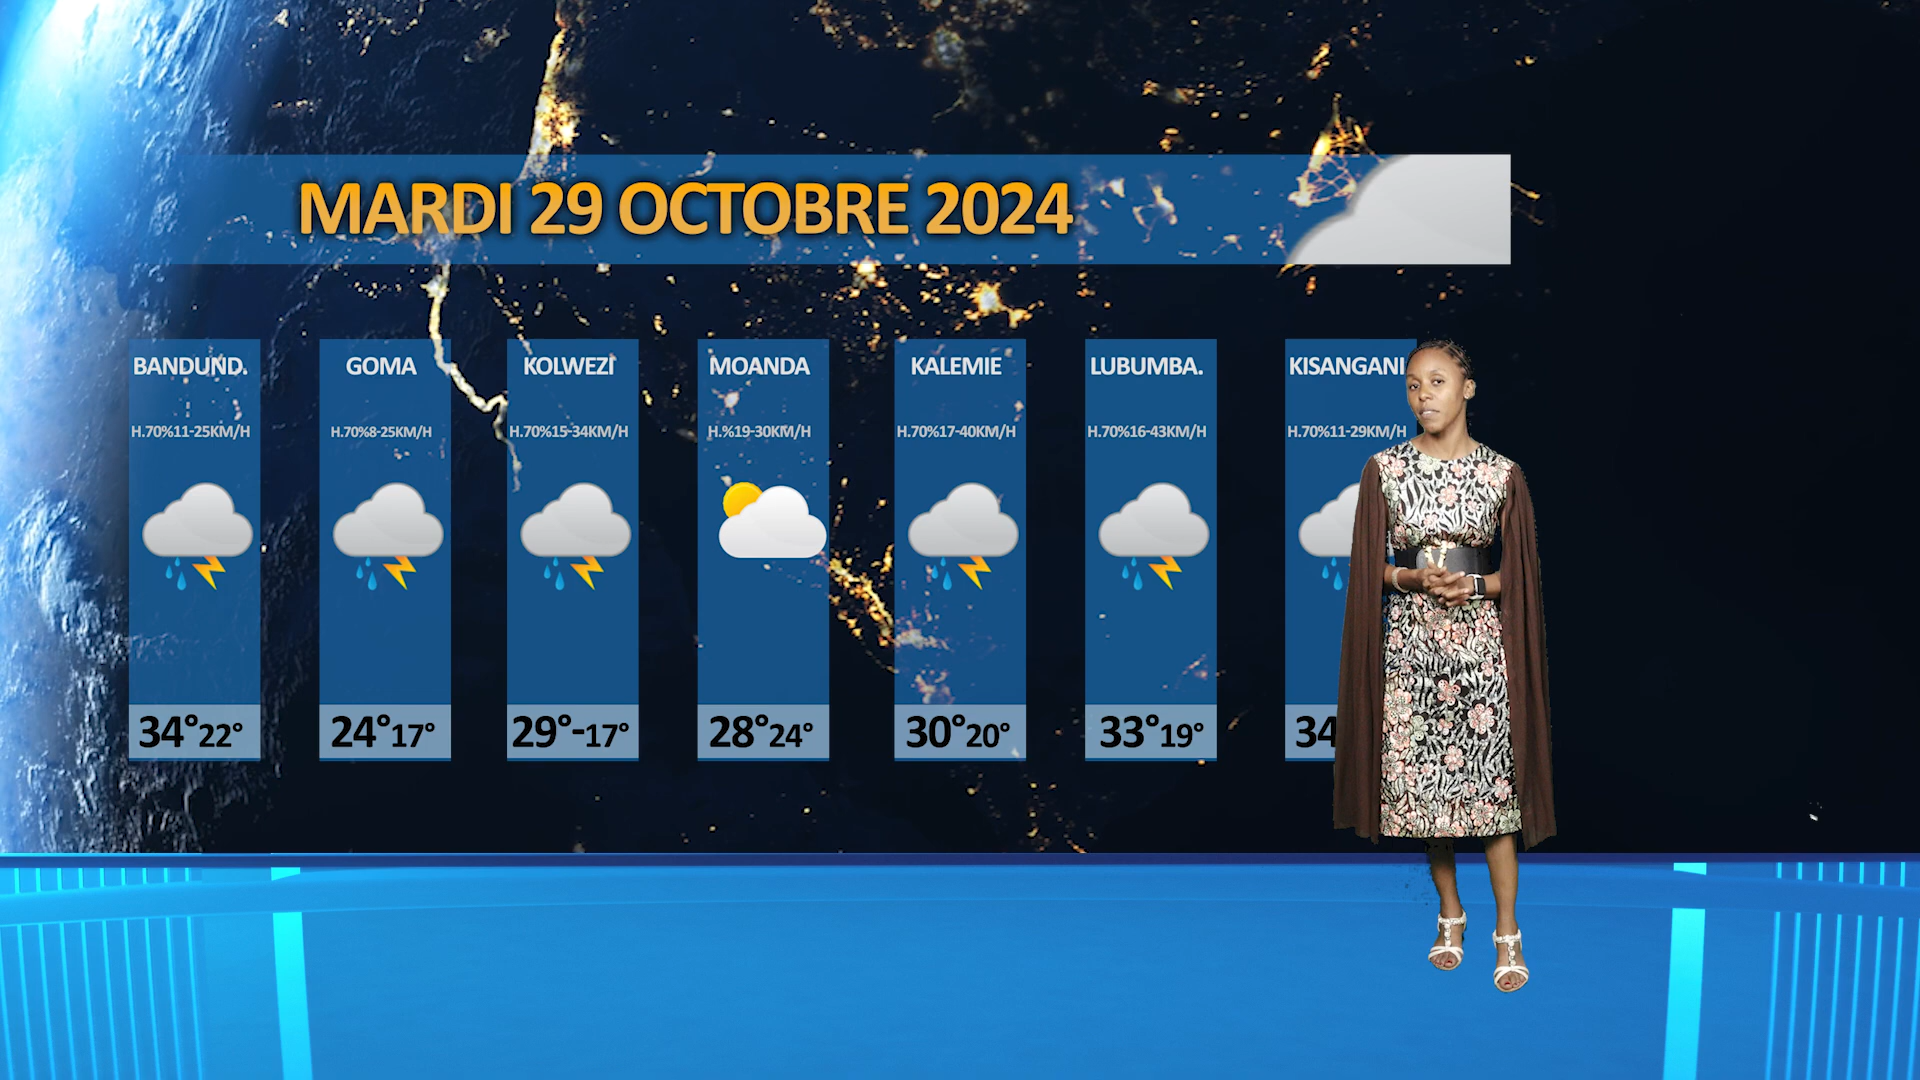 MARDI 29 OCTOBRE 2024
BANDUND.
H.70%11-25KM/H
34°22°
GOMA
H.70%8-25KM/H
24°17°
KOLWEZI
H.70%15-34KM/H
29°-17°
MOANDA
H.%19-30KM/H
28°24°
KALEMIE
H.70%17-40KM/H
30°20°
LUBUMBA.
H.70%16-43KM/H
33°19°
KISANGANI
H.70%11-29KM/H
34